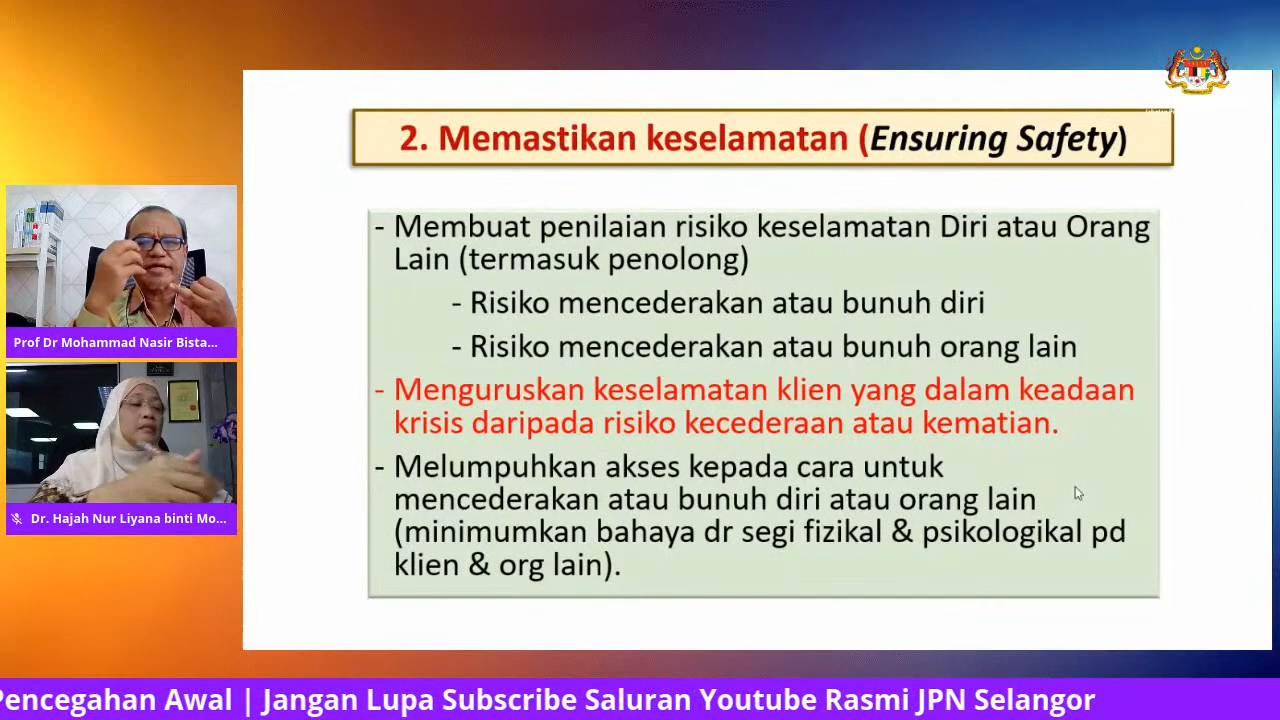 2. Memastikan keselamatan (Ensuring Safety)
- Membuat penilaian risiko keselamatan Diri atau Orang
Lain (termasuk penolong)
- Risiko mencederakan atau bunuh diri
- Risiko mencederakan atau bunuh orang lain
- Menguruskan keselamatan klien yang dalam keadaan
krisis daripada risiko kecederaan atau kematian.
- Melumpuhkan akses kepada cara untuk
mencederakan atau bunuh diri atau orang lain
(minimumkan bahaya dr segi fizikal & psikologikal pd
klien & org lain).
Prof Dr Mohammad Nasir Bista...
Dr. Hajah Nur Liyana binti Mo...
Pencegahan Awal | Jangan Lupa Subscribe Saluran Youtube Rasmi JPN Selangor